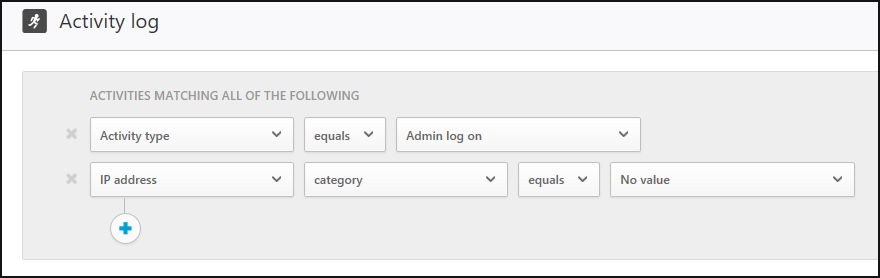 Activity log
ACTIVITIES MATCHING ALL OF THE FOLLOWING
Activity type equals Admin log on
IP address category equals No value